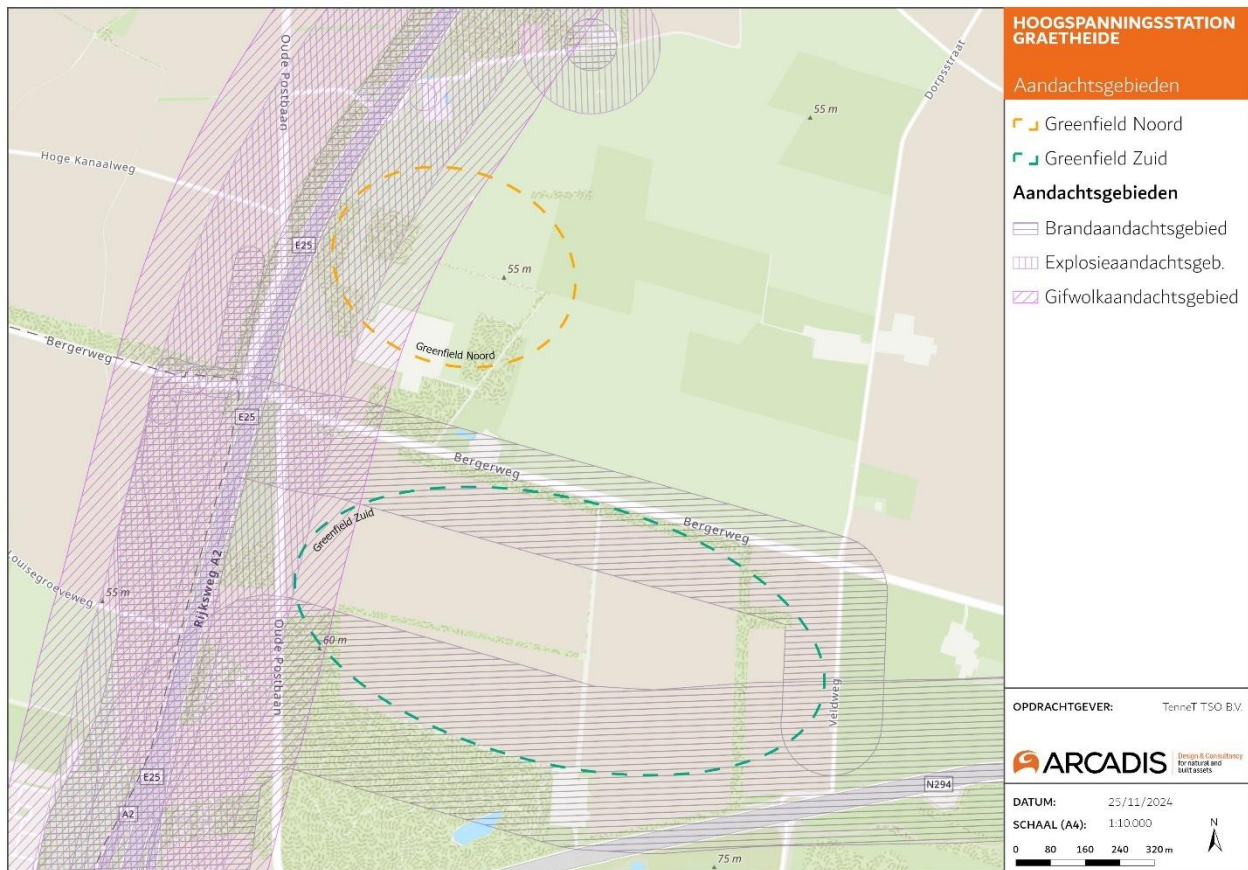 HOOGSPANNINGSSTATION
GRAETHEIDE
Aandachtsgebieden
Greenfield Noord
Greenfield Zuid
Aandachtsgebieden
Brandaandachtsgebied
Explosieaandachtsgeb.
Gifwolkaandachtsgebied
OPDRACHTGEVER: TenneT TSO B.V.
ARCADIS
Design & Consultancy
for natural and
built assets
DATUM: 25/11/2024
SCHAAL (A4): 1:10.000
N
0 80 160 240 320 m
Oude Postbaan
Dorpsstraat
55 m
Hoge Kanaalweg
E25
55 m
Bergerweg
Greenfield Noord
E25
Bergerweg
Greenfield Zuid
Bergerweg
Louisegroeveweg
55 m
Rijksweg A2
Oude Postbaan
60 m
Veldweg
E25
A2
N294
75 m